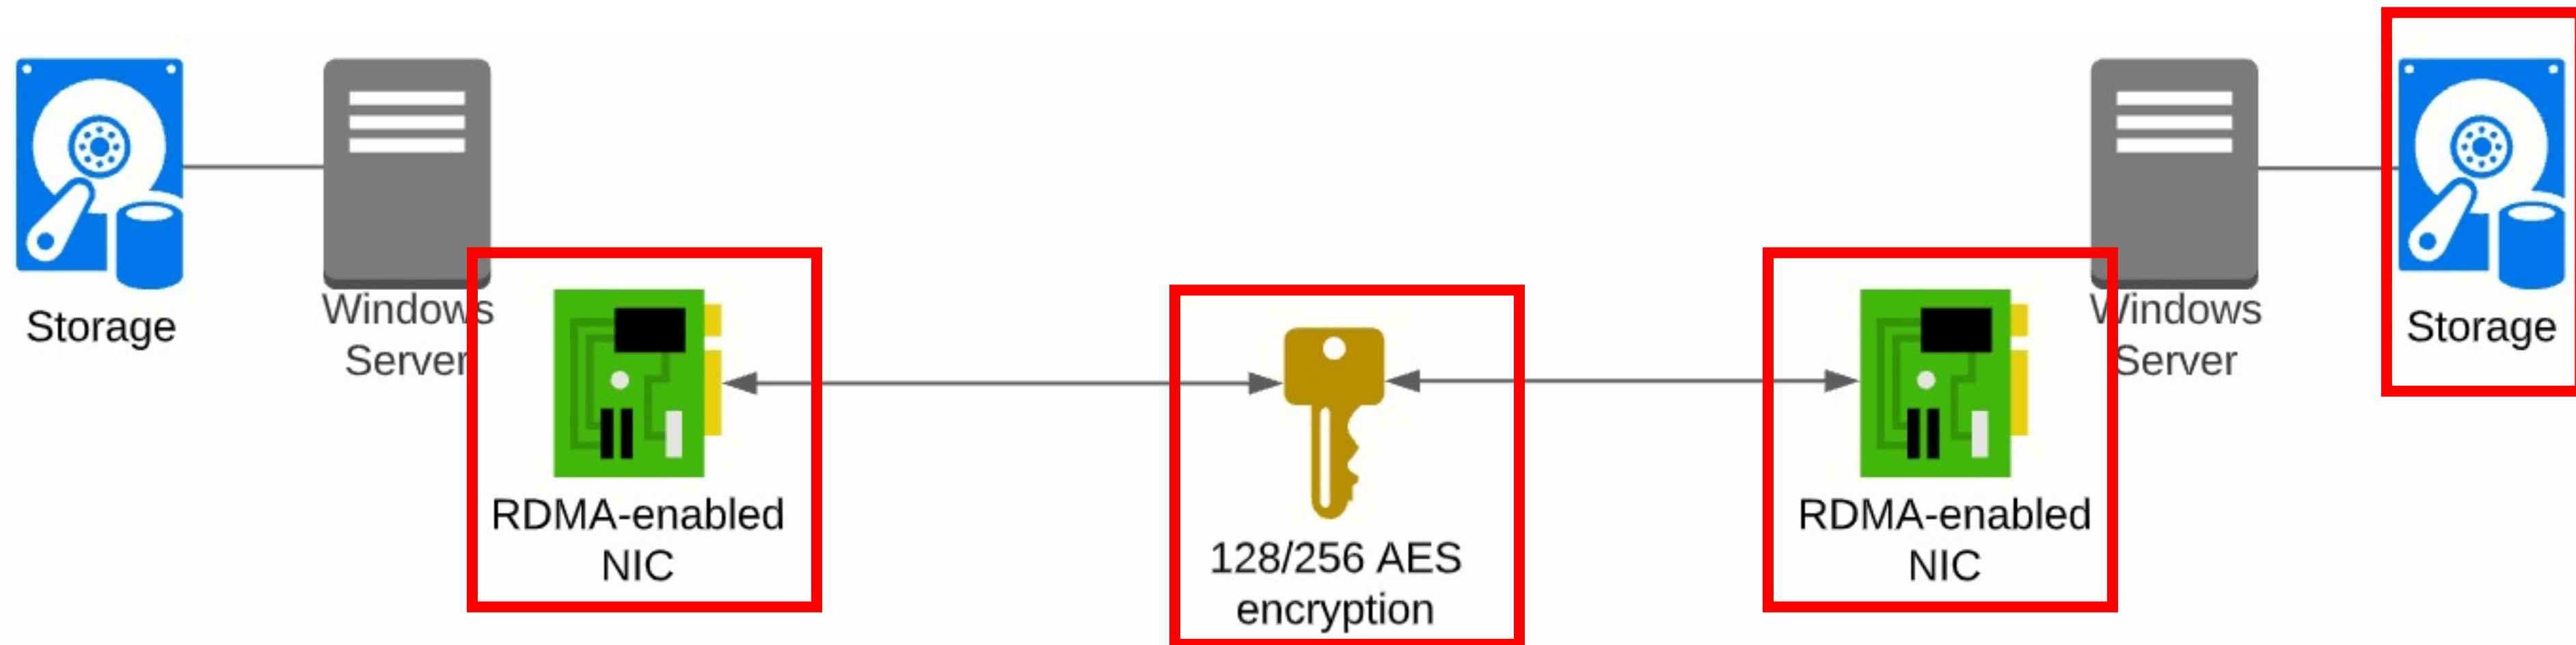 Storage
Windows
Server
RDMA-enabled
NIC
128/256 AES
encryption
RDMA-enabled
NIC
Windows
Server
Storage